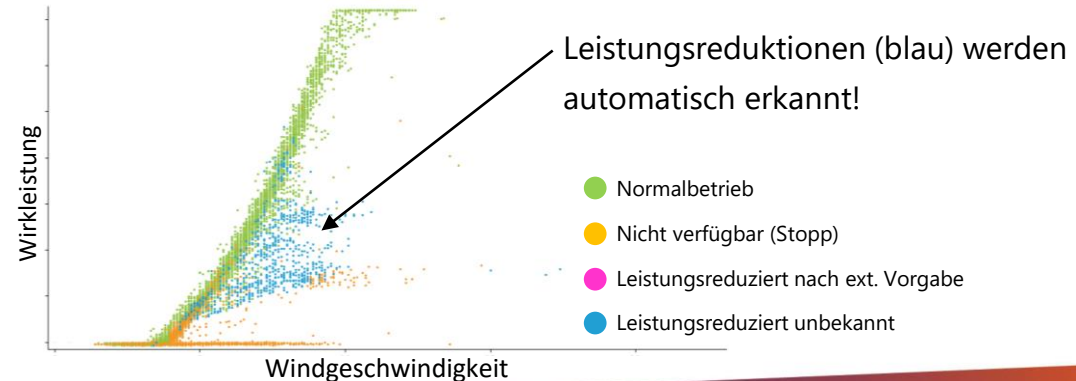 Leistungsreduktionen (blau) werden
automatisch erkannt!
Wirkleistung
Normalbetrieb
Nicht verfügbar (Stopp)
Leistungsreduziert nach ext. Vorgabe
Leistungsreduziert unbekannt
Windgeschwindigkeit